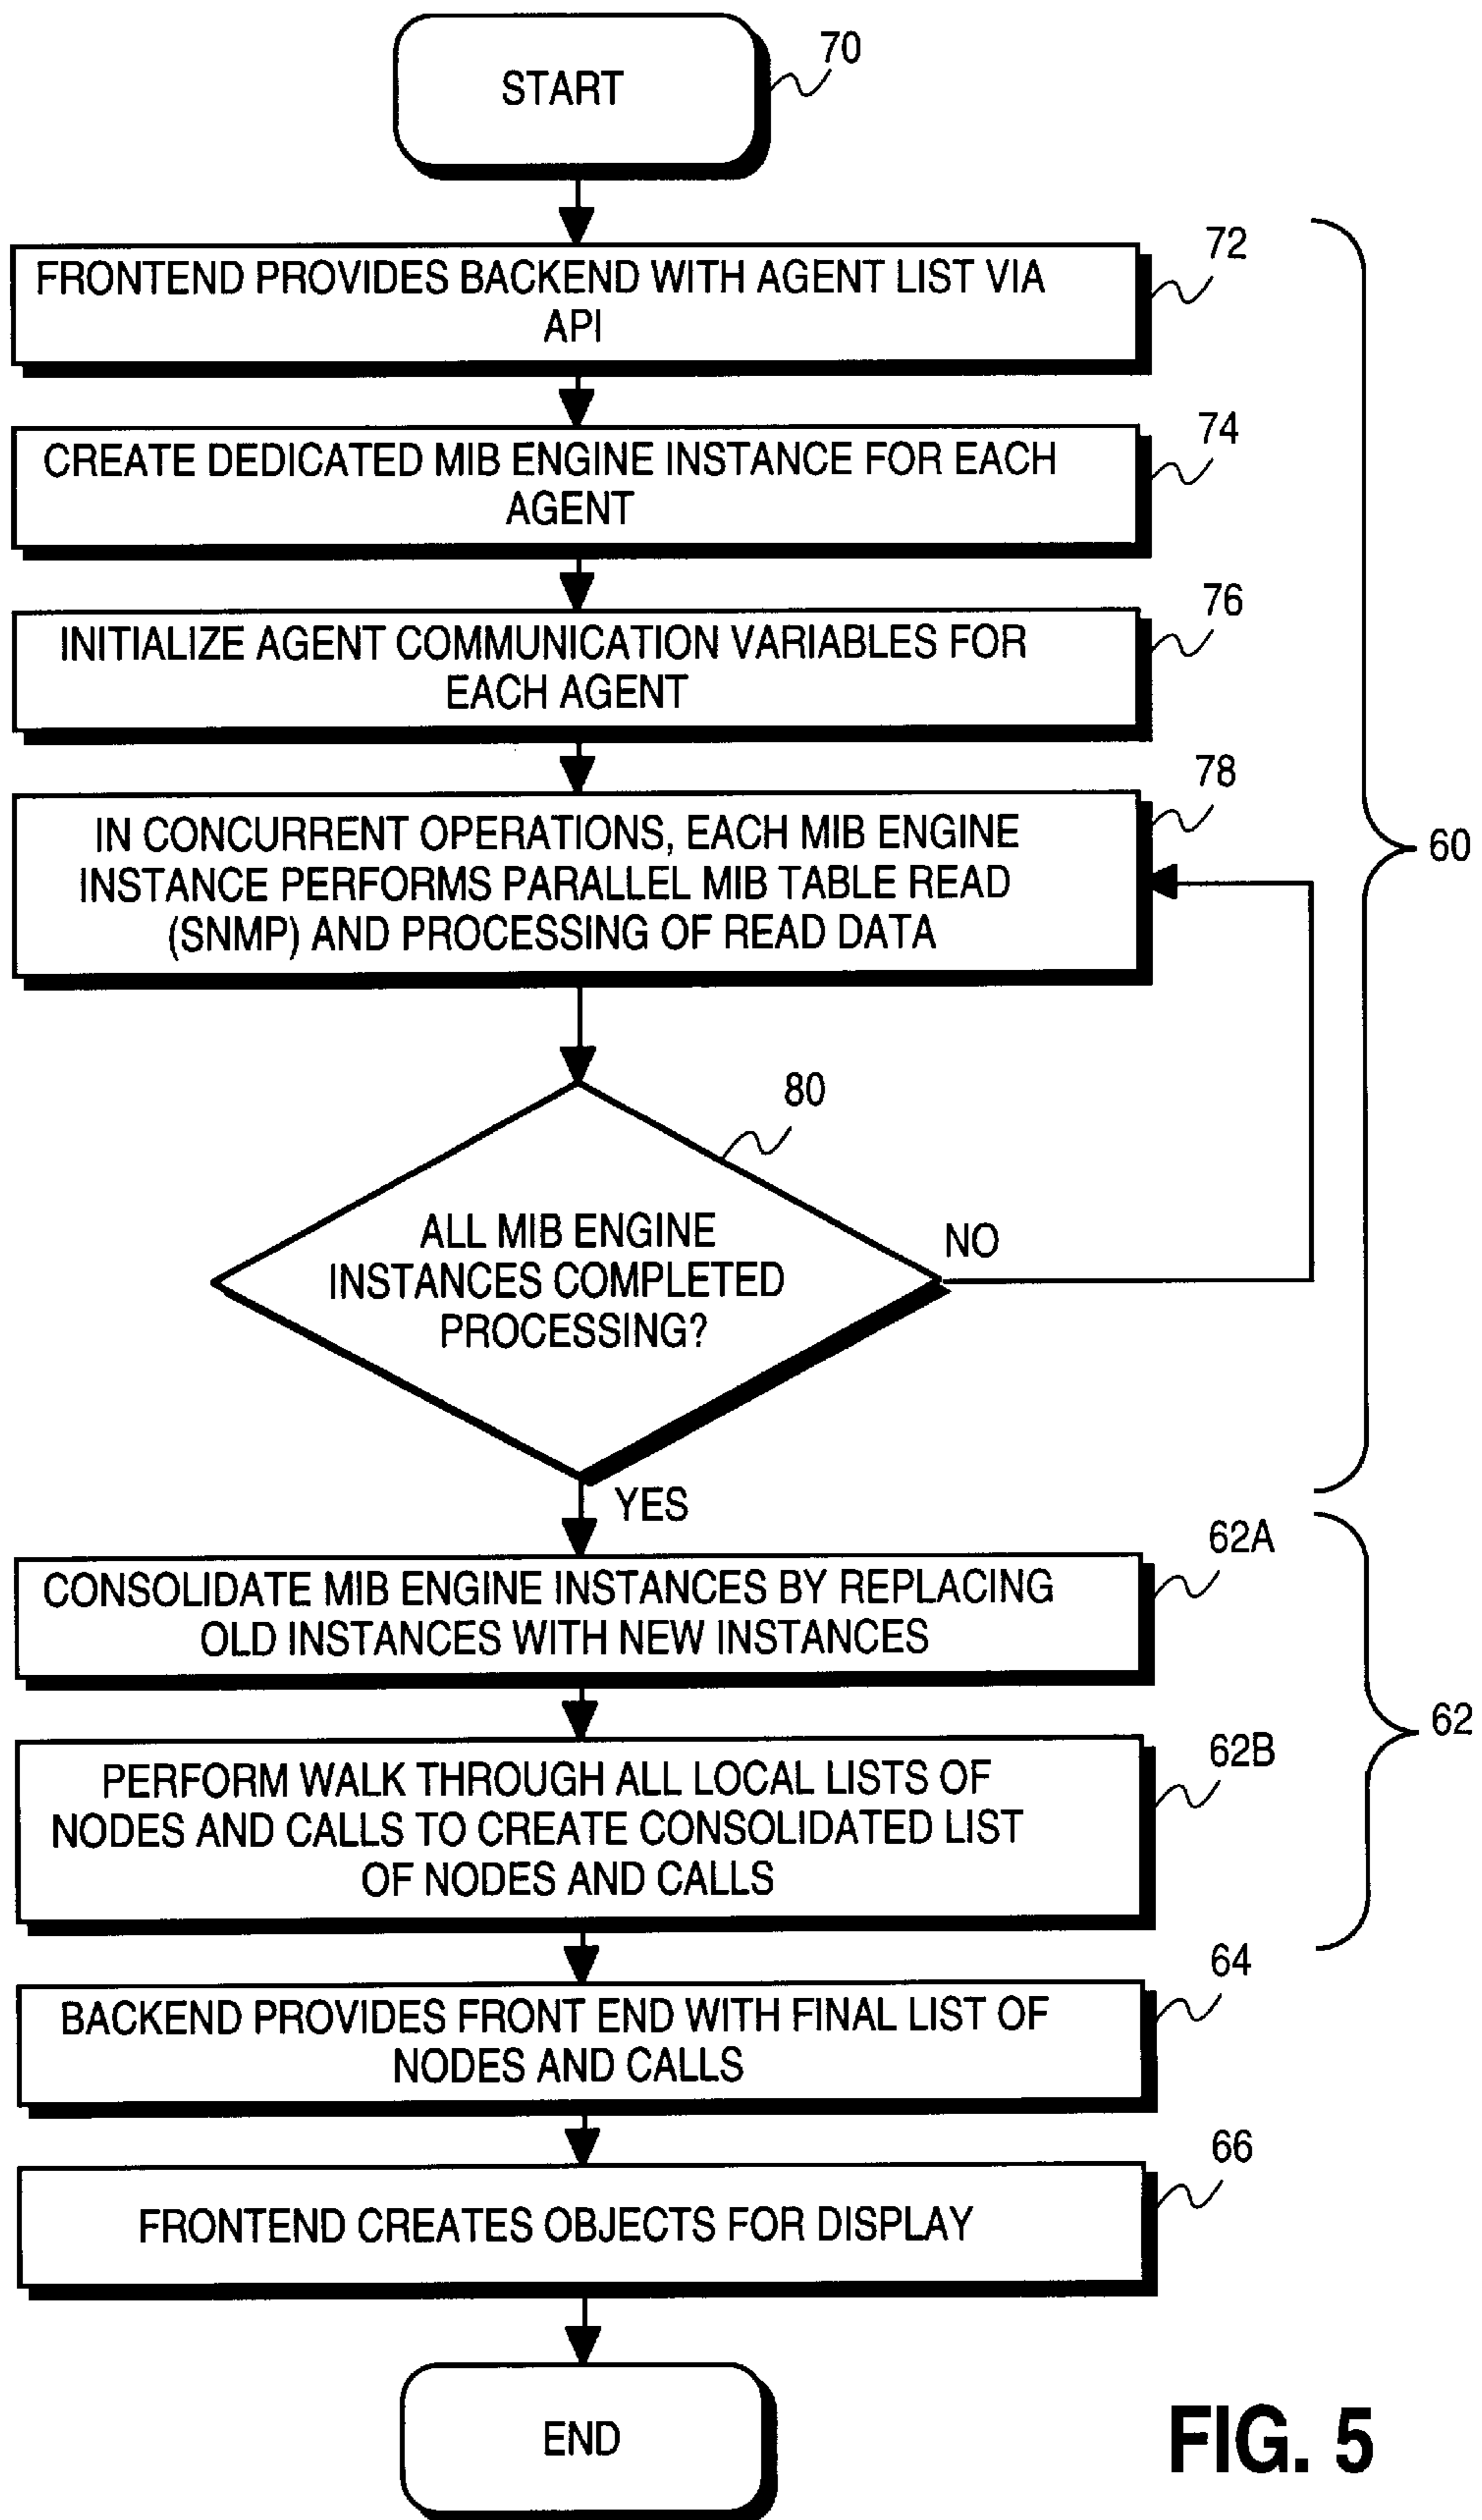 START
70
FRONTEND PROVIDES BACKEND WITH AGENT LIST VIA
API
72
CREATE DEDICATED MIB ENGINE INSTANCE FOR EACH
AGENT
74
INITIALIZE AGENT COMMUNICATION VARIABLES FOR
EACH AGENT
76
IN CONCURRENT OPERATIONS, EACH MIB ENGINE
INSTANCE PERFORMS PARALLEL MIB TABLE READ
(SNMP) AND PROCESSING OF READ DATA
78
60
80
ALL MIB ENGINE
INSTANCES COMPLETED
PROCESSING?
NO
YES
CONSOLIDATE MIB ENGINE INSTANCES BY REPLACING
OLD INSTANCES WITH NEW INSTANCES
62A
PERFORM WALK THROUGH ALL LOCAL LISTS OF
NODES AND CALLS TO CREATE CONSOLIDATED LIST
OF NODES AND CALLS
62B
62
BACKEND PROVIDES FRONT END WITH FINAL LIST OF
NODES AND CALLS
64
FRONTEND CREATES OBJECTS FOR DISPLAY
66
END
FIG. 5